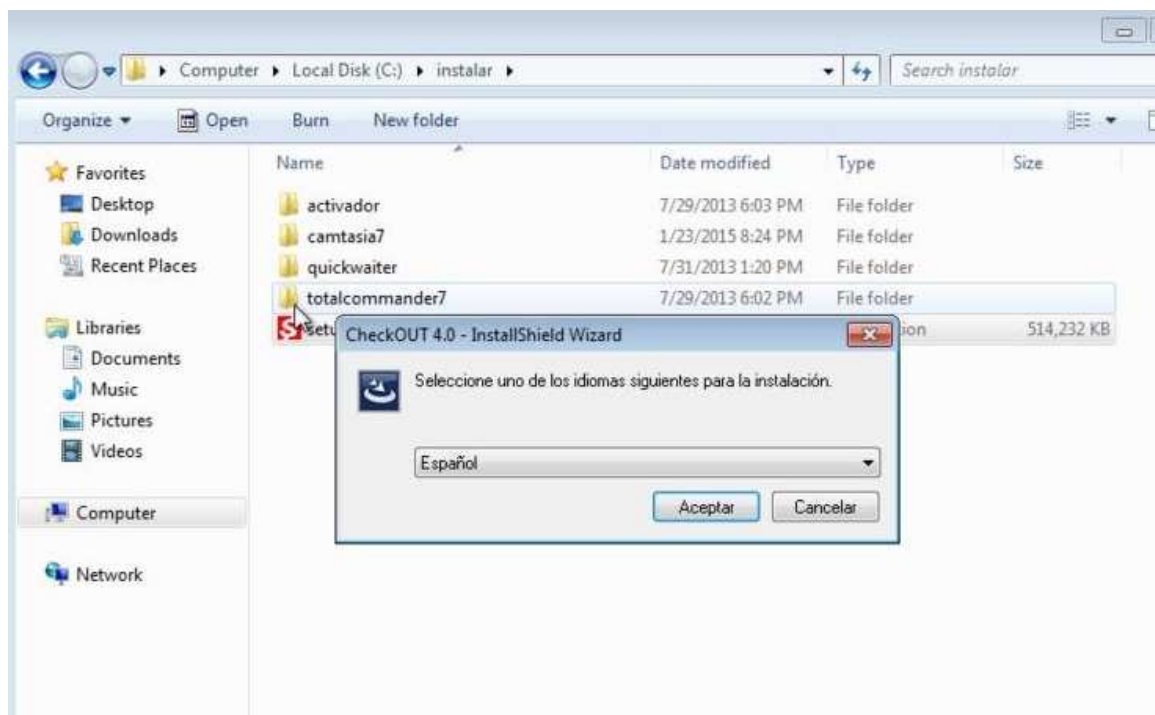 Computer Local Disk (C:) instalar
Search instalar
Organize Open Burn New folder
Name Date modified Type Size
Favorites
Desktop
Downloads
Recent Places
Libraries
Documents
Music
Pictures
Videos
Computer
Network
activador 7/29/2013 6:03 PM File folder
camtasia7 1/23/2015 8:24 PM File folder
quickwaiter 7/31/2013 1:20 PM File folder
totalcommander7 7/29/2013 6:02 PM File folder
514,232 KB
CheckOUT 4.0 - InstallShield Wizard
Seleccione uno de los idiomas siguientes para la instalación.
Español
Aceptar Cancelar